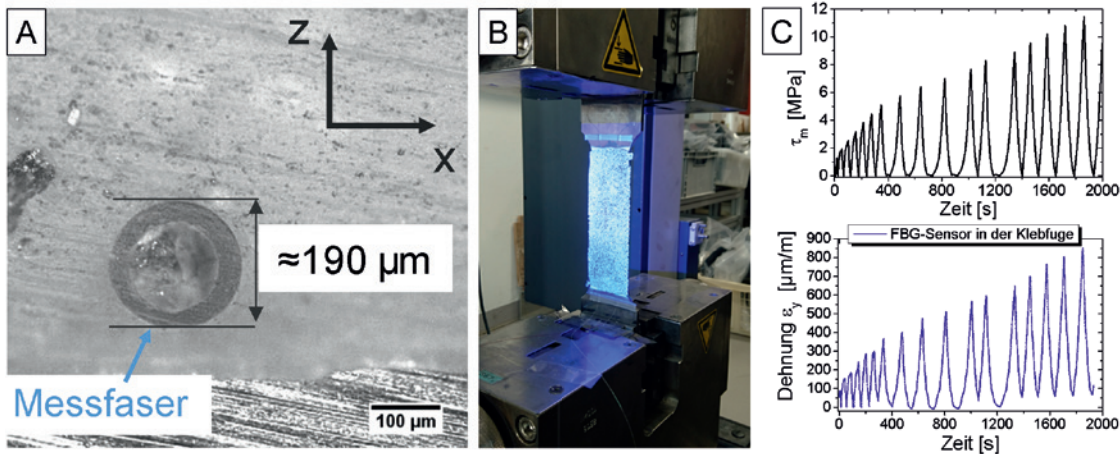 A
Z
X
≈190 µm
Messfaser
100 µm
B
C
12
10
8
6
4
2
0
τm [MPa]
0 400 800 1200 1600 2000
Zeit [s]
900
800
700
600
500
400
300
200
100
0
Dehnung εy [µm/m]
FBG-Sensor in der Klebfuge
0 400 800 1200 1600 2000
Zeit [s]